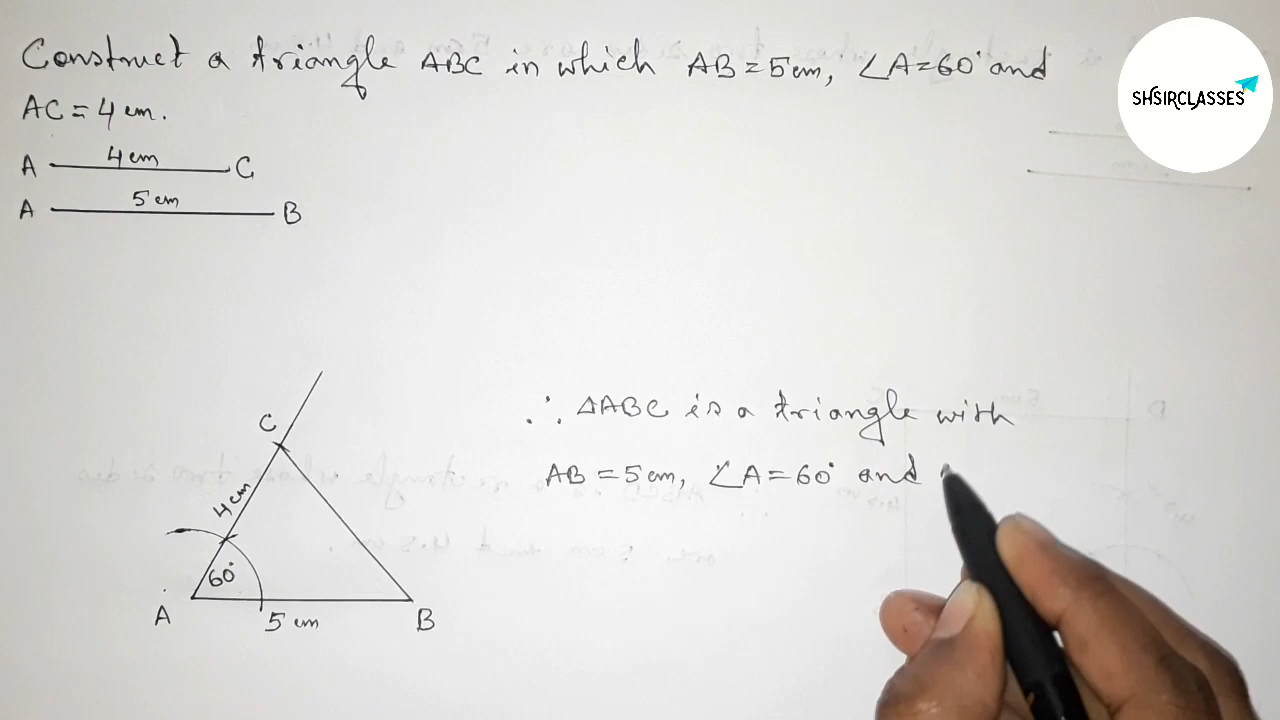 Construct a triangle ABC in which AB = 5 cm, ∠A = 60° and
AC = 4 cm.
SHSIRCLASSES
A 4 cm C
A 5 cm B
C
4 cm
60°
A 5 cm B
∴ ΔABC is a triangle with
AB = 5 cm, ∠A = 60° and